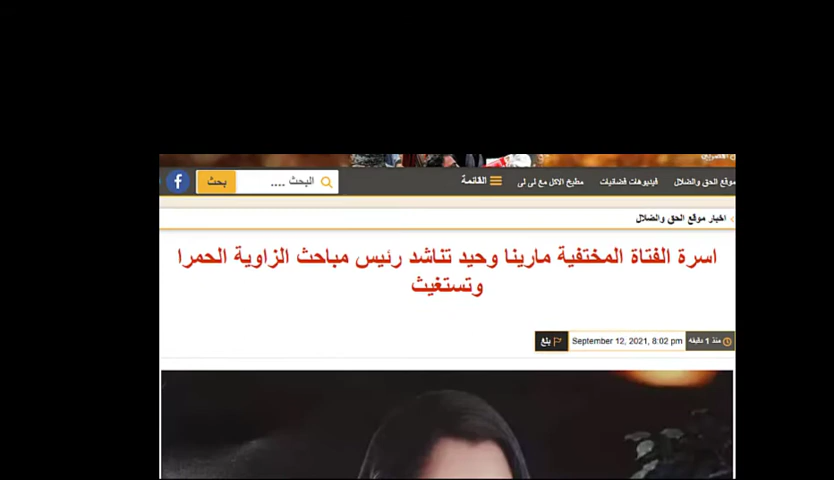 موقع الحق والضلال فيديوهات فضائيات مطبخ الاكل مع لى لى القائمة البحث .... بحث
اخبار موقع الحق والضلال
اسرة الفتاة المختفية مارينا وحيد تناشد رئيس مباحث الزاوية الحمرا
وتستغيث
منذ 1 دقيقه September 12, 2021, 8:02 pm بلغ